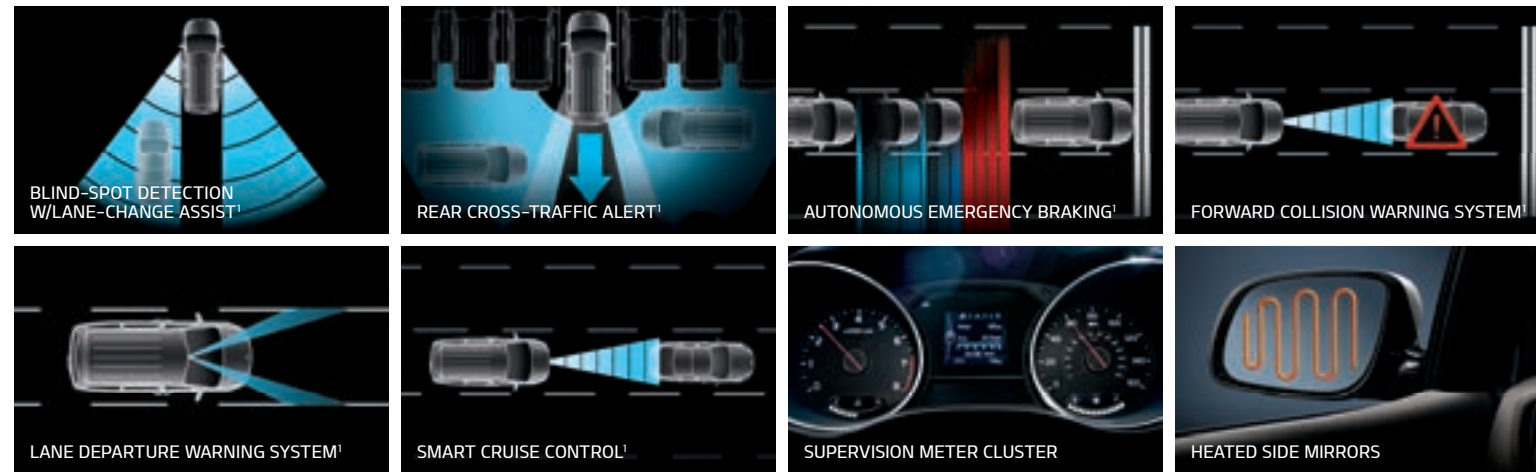 BLIND-SPOT DETECTION
W/LANE-CHANGE ASSIST¹
REAR CROSS-TRAFFIC ALERT¹
AUTONOMOUS EMERGENCY BRAKING¹
FORWARD COLLISION WARNING SYSTEM¹
LANE DEPARTURE WARNING SYSTEM¹
SMART CRUISE CONTROL¹
SUPERVISION METER CLUSTER
HEATED SIDE MIRRORS